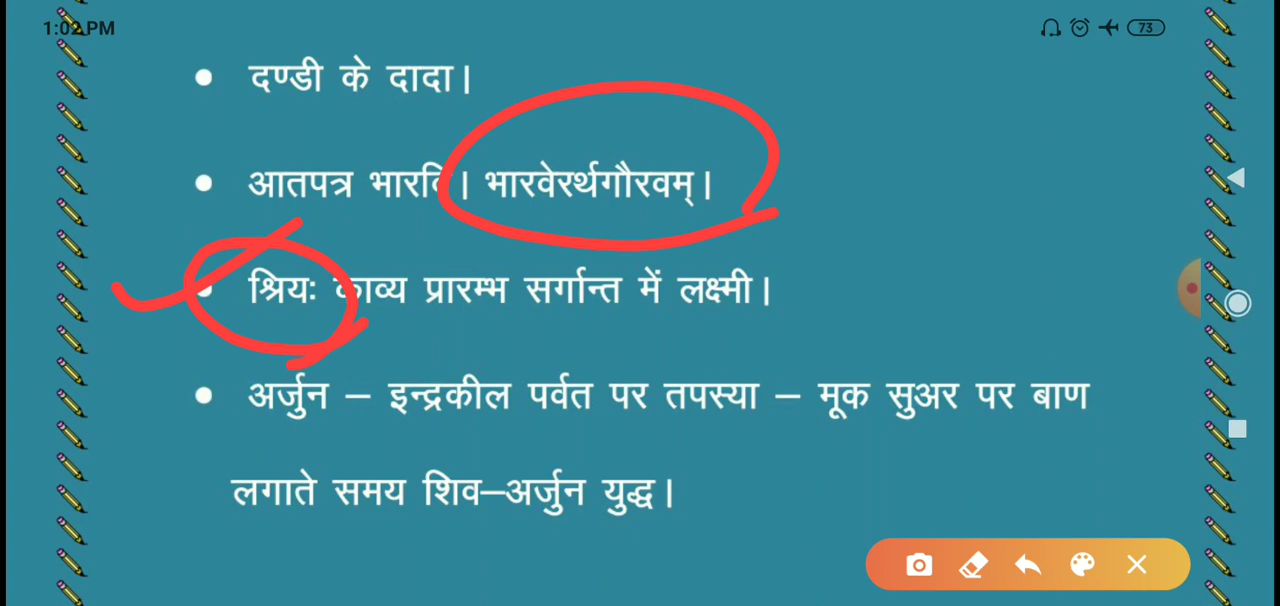 1:02 PM
73
दण्डी के दादा।
आतपत्र भारवि। भारवेरर्थगौरवम्।
श्रियः काव्य प्रारम्भ सर्गान्त में लक्ष्मी।
अर्जुन – इन्द्रकील पर्वत पर तपस्या – मूक सुअर पर बाण
लगाते समय शिव–अर्जुन युद्ध।